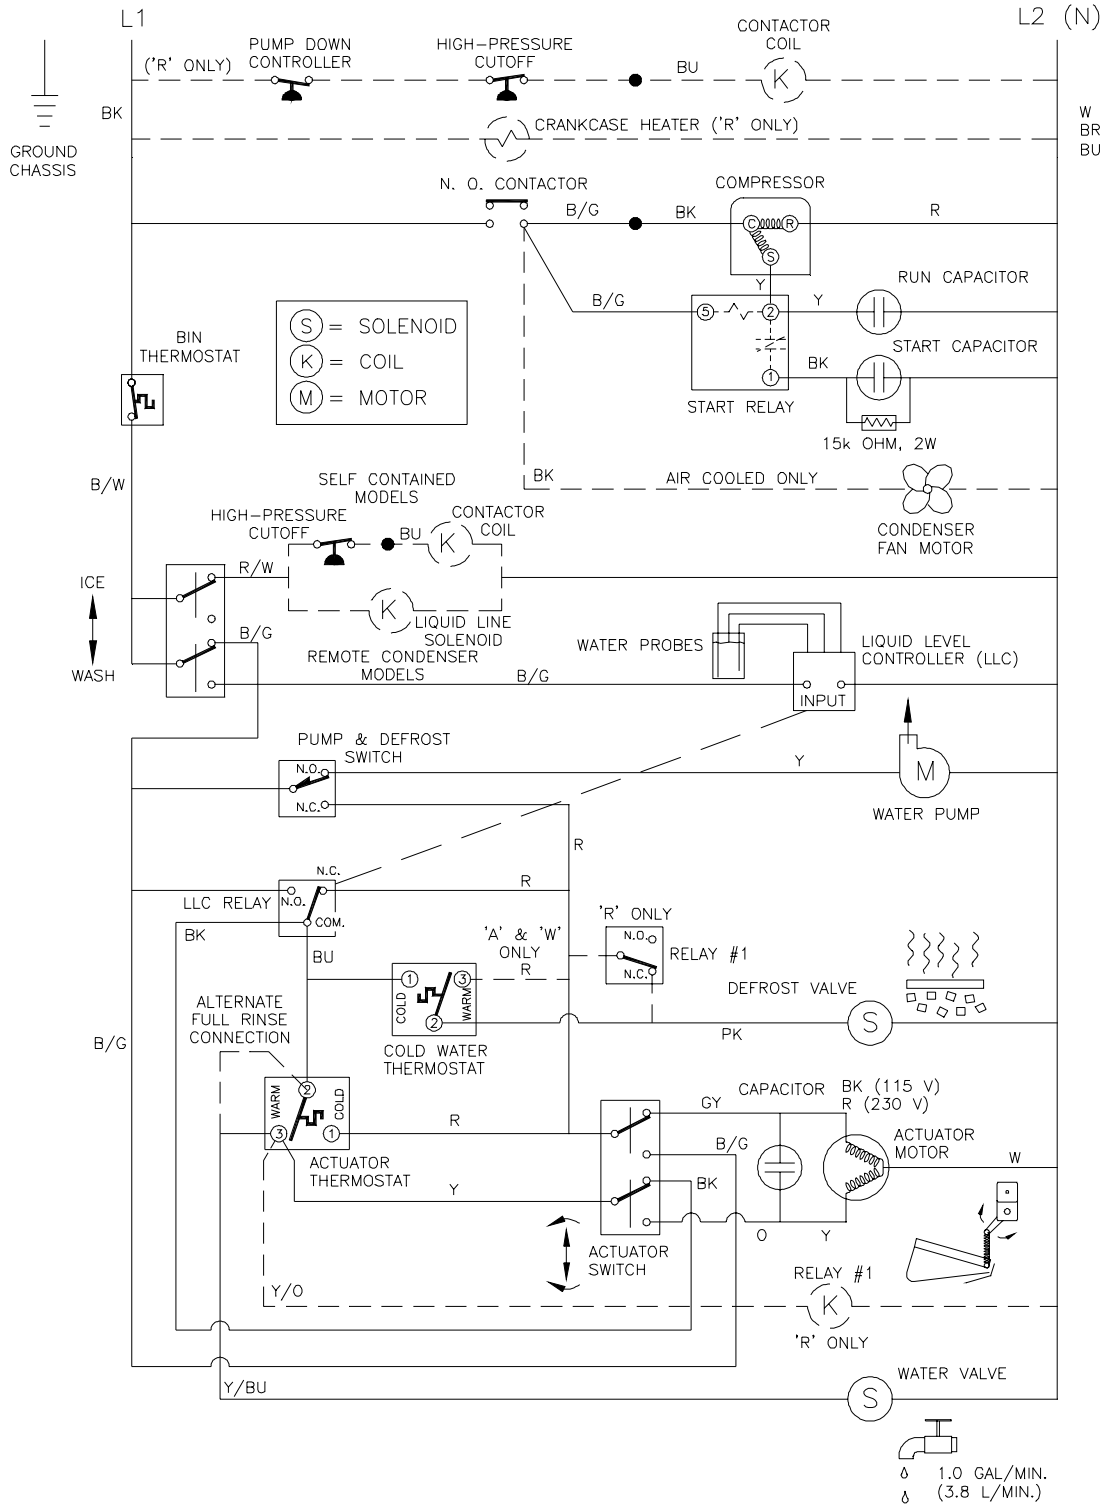 L1
L2 (N)
('R' ONLY)
PUMP DOWN
CONTROLLER
HIGH-PRESSURE
CUTOFF
BU
CONTACTOR
COIL
K
BK
W
BR
BU
GROUND
CHASSIS
CRANKCASE HEATER ('R' ONLY)
N. O. CONTACTOR
B/G
BK
COMPRESSOR
C
R
S
R
Y
B/G
5
2
1
Y
BK
RUN CAPACITOR
START CAPACITOR
START RELAY
15k OHM, 2W
S = SOLENOID
K = COIL
M = MOTOR
BIN
THERMOSTAT
B/W
BK
AIR COOLED ONLY
CONDENSER
FAN MOTOR
SELF CONTAINED
MODELS
HIGH-PRESSURE
CUTOFF
BU
CONTACTOR
COIL
K
R/W
ICE
WASH
K
LIQUID LINE
SOLENOID
REMOTE CONDENSER
MODELS
B/G
B/G
WATER PROBES
LIQUID LEVEL
CONTROLLER (LLC)
INPUT
PUMP & DEFROST
SWITCH
N.O.
N.C.
Y
M
WATER PUMP
R
N.C.
N.O.
COM.
LLC RELAY
R
BK
BU
'A' & 'W'
ONLY
R
'R' ONLY
N.O.
N.C.
RELAY #1
1
3
2
COLD
WARM
COLD WATER
THERMOSTAT
DEFROST VALVE
S
PK
ALTERNATE
FULL RINSE
CONNECTION
B/G
WARM
COLD
2
3
1
ACTUATOR
THERMOSTAT
R
Y
GY
B/G
BK
CAPACITOR
BK (115 V)
R (230 V)
ACTUATOR
MOTOR
W
O
Y
ACTUATOR
SWITCH
Y/O
RELAY #1
K
'R' ONLY
Y/BU
WATER VALVE
S
1.0 GAL/MIN.
(3.8 L/MIN.)